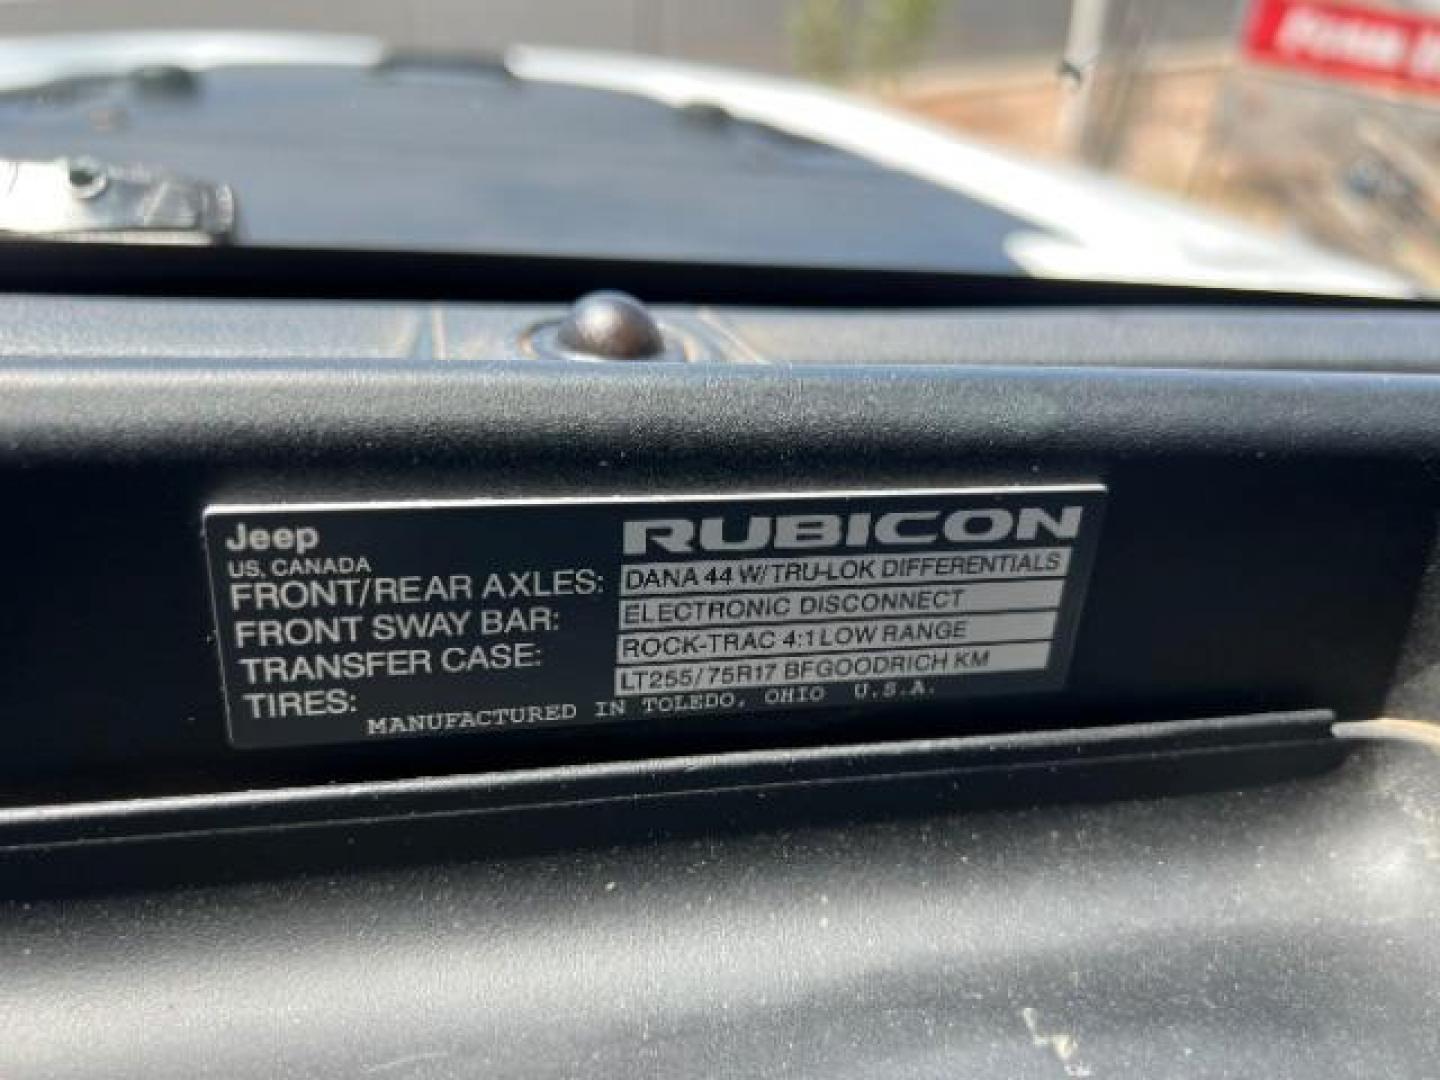 Jeep
RUBICON
US, CANADA
FRONT/REAR AXLES: DANA 44 W/ TRU-LOK DIFFERENTIALS
FRONT SWAY BAR: ELECTRONIC DISCONNECT
TRANSFER CASE: ROCK-TRAC 4:1 LOW RANGE
TIRES: LT255/75R17 BFGOODRICH KM
MANUFACTURED IN TOLEDO, OHIO U.S.A.